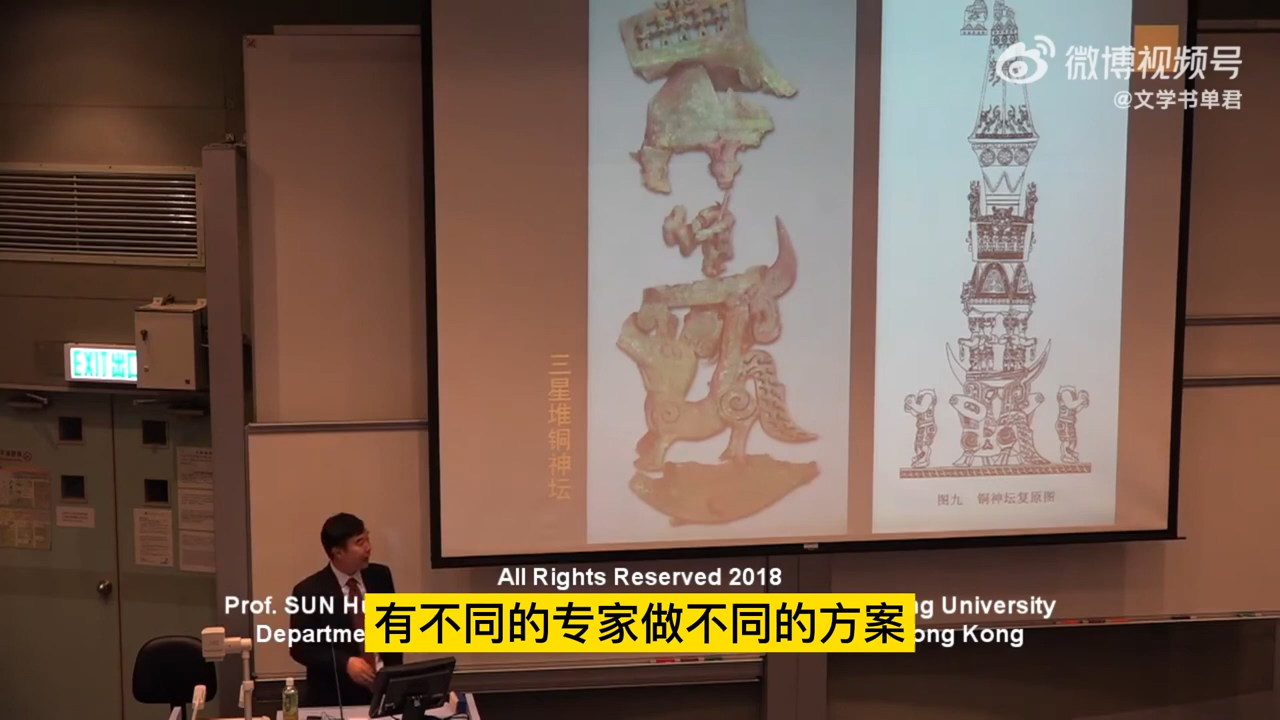 微博视频号
@文学书单君
三星堆铜神坛
图九 铜神坛复原图
EXIT 出口
All Rights Reserved 2018
Prof. SUN Hu
ng University
Departme
ong Kong
有不同的专家做不同的方案